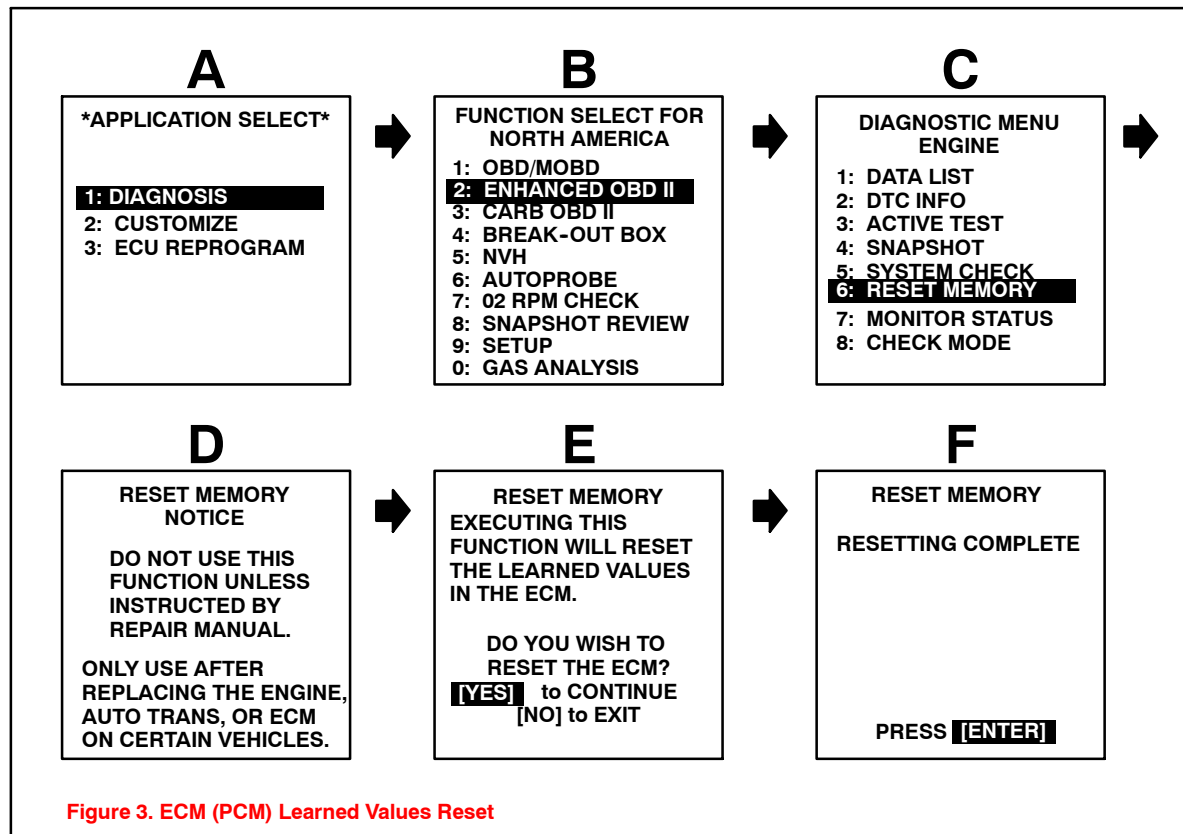 A
*APPLICATION SELECT*
1: DIAGNOSIS
2: CUSTOMIZE
3: ECU REPROGRAM
B
FUNCTION SELECT FOR
NORTH AMERICA
1: OBD/MOBD
2: ENHANCED OBD II
3: CARB OBD II
4: BREAK-OUT BOX
5: NVH
6: AUTOPROBE
7: 02 RPM CHECK
8: SNAPSHOT REVIEW
9: SETUP
0: GAS ANALYSIS
C
DIAGNOSTIC MENU
ENGINE
1: DATA LIST
2: DTC INFO
3: ACTIVE TEST
4: SNAPSHOT
5: SYSTEM CHECK
6: RESET MEMORY
7: MONITOR STATUS
8: CHECK MODE
D
RESET MEMORY
NOTICE
DO NOT USE THIS
FUNCTION UNLESS
INSTRUCTED BY
REPAIR MANUAL.
ONLY USE AFTER
REPLACING THE ENGINE,
AUTO TRANS, OR ECM
ON CERTAIN VEHICLES.
E
RESET MEMORY
EXECUTING THIS
FUNCTION WILL RESET
THE LEARNED VALUES
IN THE ECM.
DO YOU WISH TO
RESET THE ECM?
[YES] to CONTINUE
[NO] to EXIT
F
RESET MEMORY
RESETTING COMPLETE
PRESS [ENTER]
Figure 3. ECM (PCM) Learned Values Reset